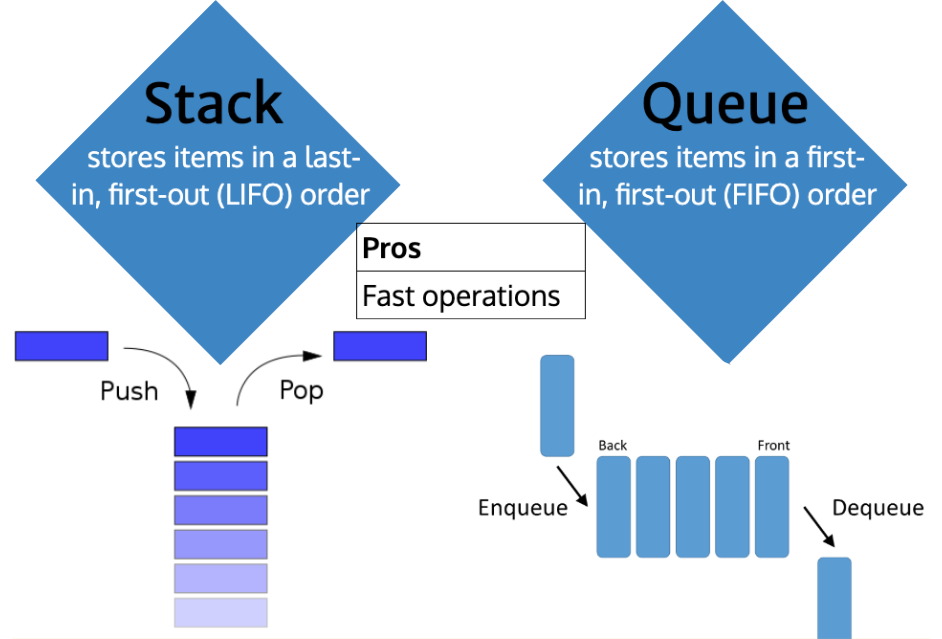 Stack
stores items in a last-
in, first-out (LIFO) order
Queue
stores items in a first-
in, first-out (FIFO) order
Pros
Fast operations
Push
Pop
Back
Front
Enqueue
Dequeue